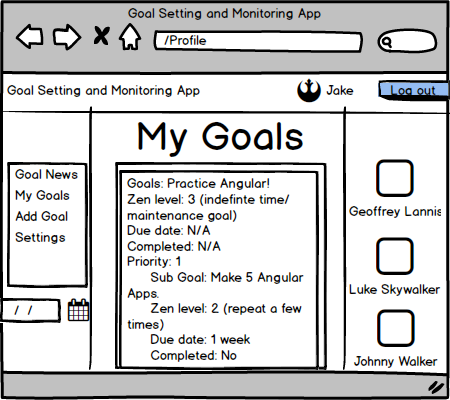 Goal Setting and Monitoring App
/Profile
Goal Setting and Monitoring App
Jake
Log out
My Goals
Goal News
My Goals
Add Goal
Settings
/ /
Goals: Practice Angular!
Zen level: 3 (indefinte time/
maintenance goal)
Due date: N/A
Completed: N/A
Priority: 1
Sub Goal: Make 5 Angular
Apps.
Zen level: 2 (repeat a few
times)
Due date: 1 week
Completed: No
Geoffrey Lannis
Luke Skywalker
Johnny Walker